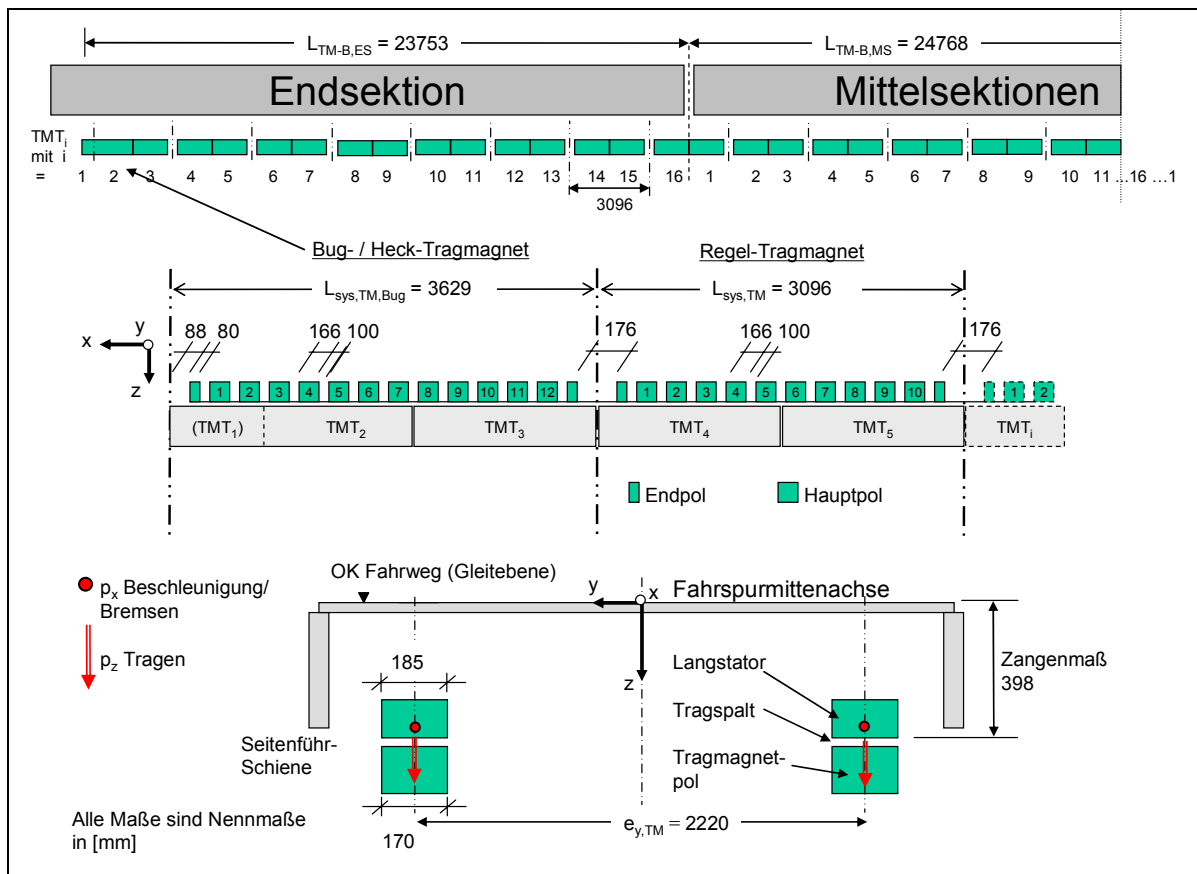 L_TM-B,ES = 23753
L_TM-B,MS = 24768
Endsektion
Mittelsektionen
TMT_i
mit i
=
1 2 3 4 5 6 7 8 9 10 11 12 13 14 15 16 1 2 3 4 5 6 7 8 9 10 11 ...16 ...1
3096
Bug- / Heck-Tragmagnet
Regel-Tragmagnet
L_sys,TM,Bug = 3629
L_sys,TM = 3096
88 80 166 100 176 166 100 176
x y z
1 2 3 4 5 6 7 8 9 10 11 12 1 2 3 4 5 6 7 8 9 10 1 2
(TMT_1) TMT_2 TMT_3 TMT_4 TMT_5 TMT_i
Endpol
Hauptpol
OK Fahrweg (Gleitebene)
y x z
Fahrspurmittenachse
p_x Beschleunigung/
Bremsen
p_z Tragen
185
Langstator
Tragspalt
Tragmagnet-
pol
Zangenmaß
398
Seitenführ-
Schiene
170
e_y,TM = 2220
Alle Maße sind Nennmaße
in [mm]